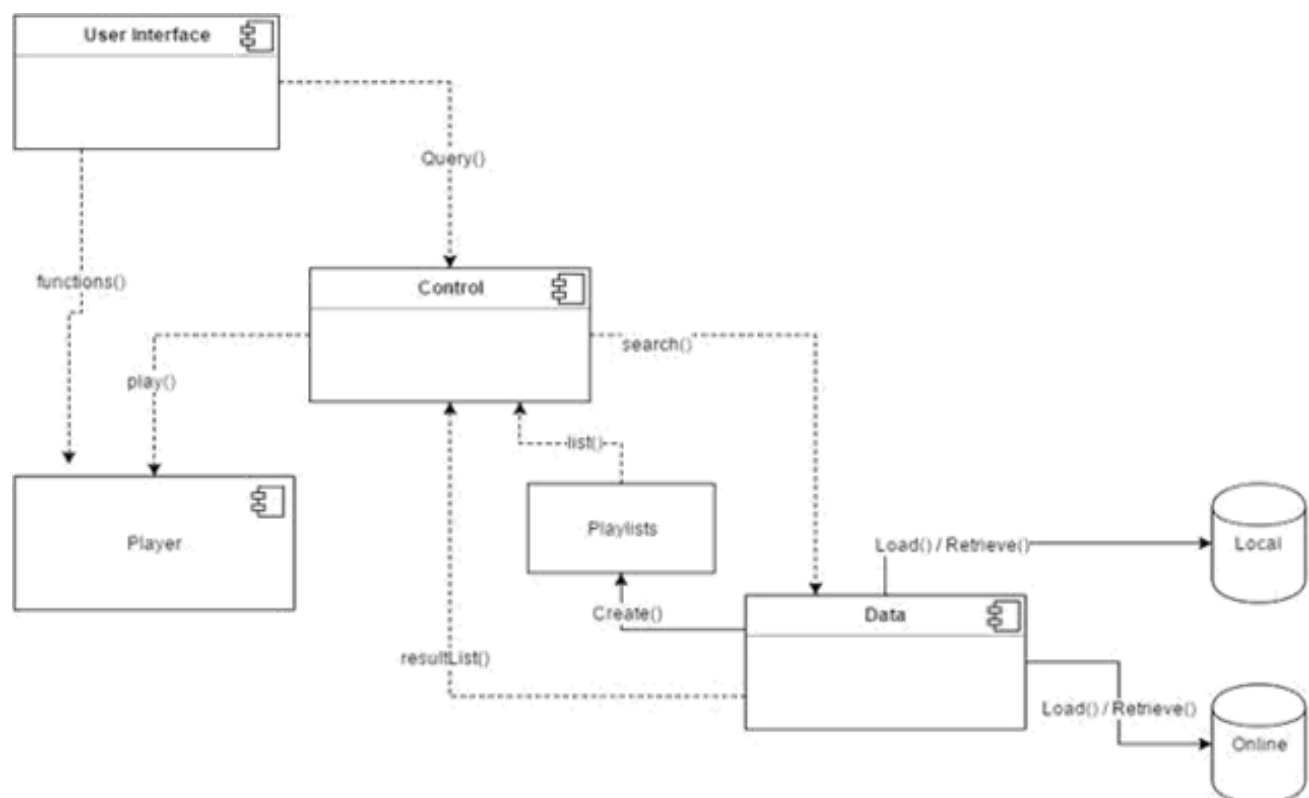 User Interface
Query()
functions()
Control
search()
play()
list()
Playlists
Player
Load() / Retrieve()
Local
Create()
Data
resultList()
Load() / Retrieve()
Online